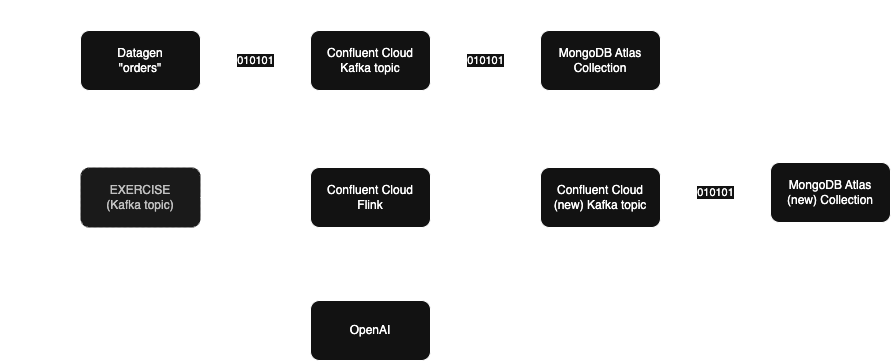 Datagen
"orders"
010101
Confluent Cloud
Kafka topic
010101
MongoDB Atlas
Collection
EXERCISE
(Kafka topic)
Confluent Cloud
Flink
Confluent Cloud
(new) Kafka topic
010101
MongoDB Atlas
(new) Collection
OpenAI